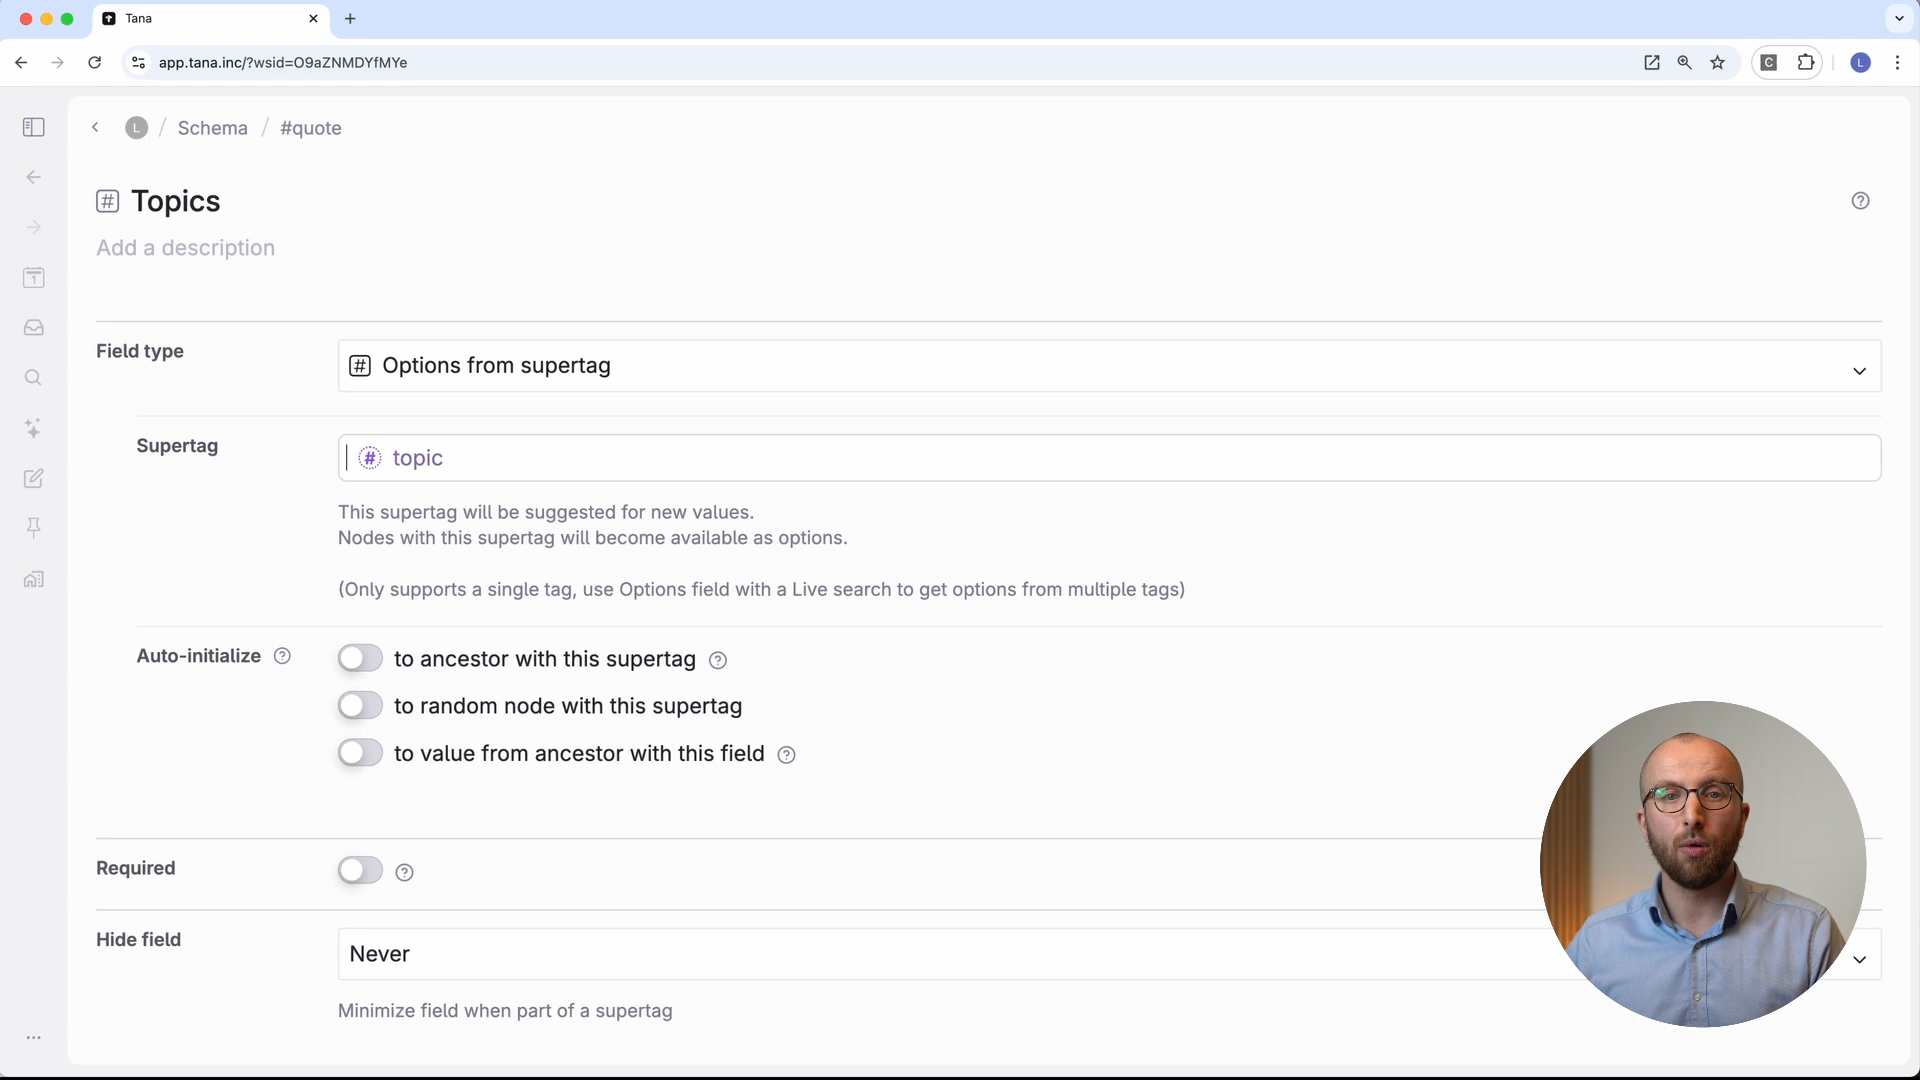 Tana
app.tana.inc/?wsid=O9aZNMDYfMYe
C
L
L / Schema / #quote
# Topics
Add a description
Field type
# Options from supertag
Supertag
# topic
This supertag will be suggested for new values.
Nodes with this supertag will become available as options.
(Only supports a single tag, use Options field with a Live search to get options from multiple tags)
Auto-initialize ?
to ancestor with this supertag ?
to random node with this supertag
to value from ancestor with this field ?
Required
?
Hide field
Never
Minimize field when part of a supertag